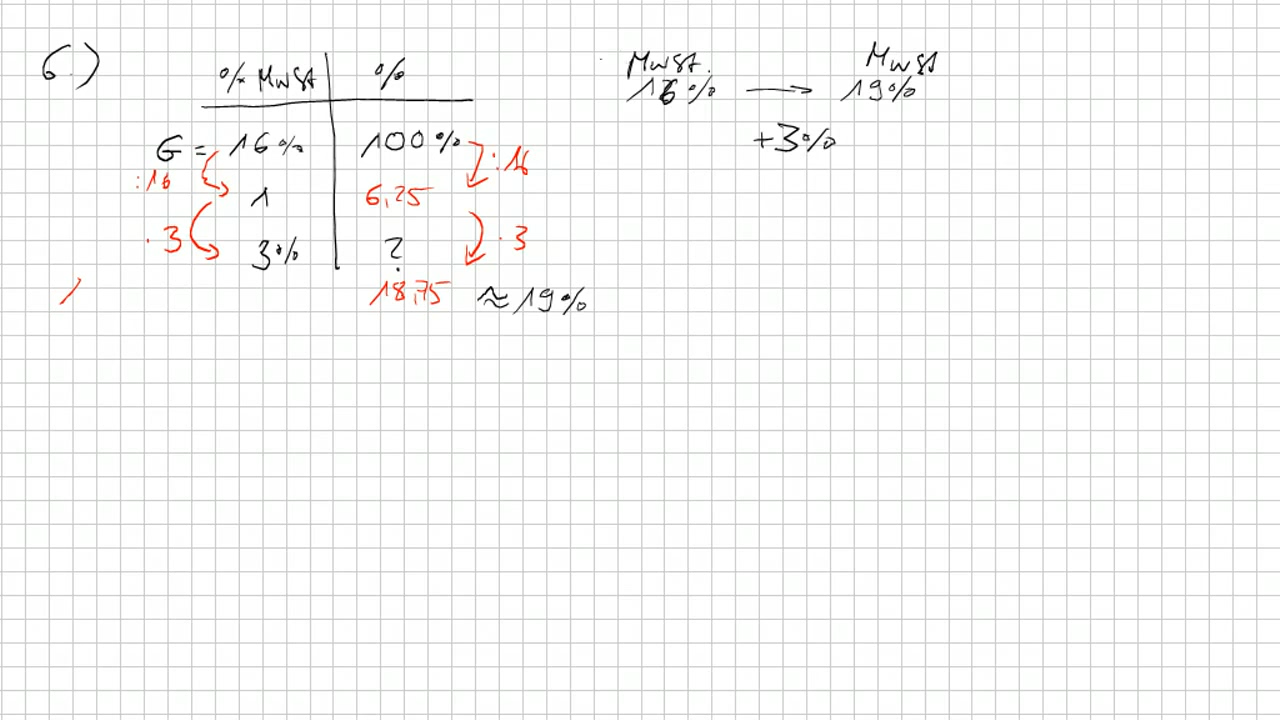 6.)
% MwSt %
G = 16% 100% :16
:16 1 6,25
· 3 3% ? · 3
18,75 ≈ 19%
MwSt. MwSt
16% → 19%
+3%